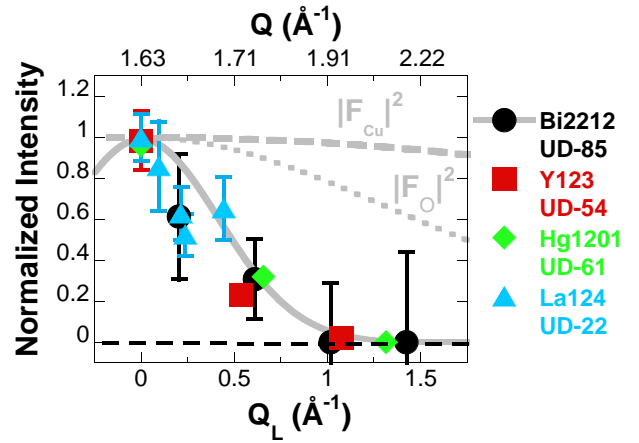 Q (Å⁻¹)
1.63 1.71 1.91 2.22
Normalized Intensity
1.2
1
0.8
0.6
0.4
0.2
0
|F_Cu|²
|F_O|²
0 0.5 1 1.5
Q_L (Å⁻¹)
Bi2212
UD-85
Y123
UD-54
Hg1201
UD-61
La124
UD-22